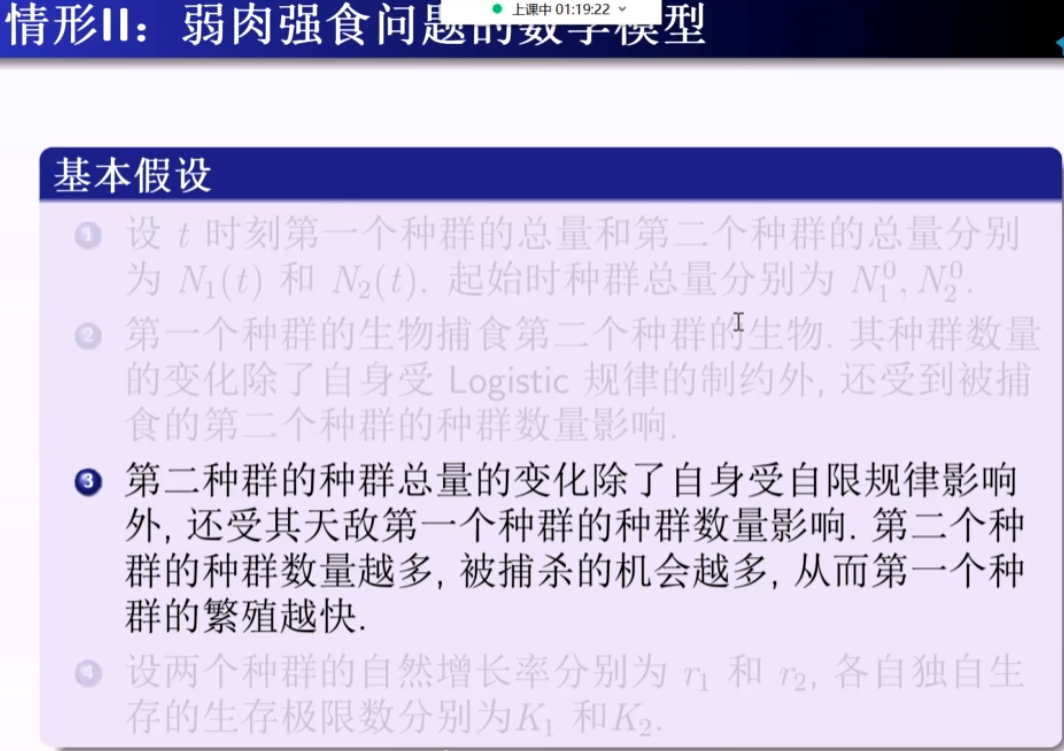 上课中 01:19:22
情形II：弱肉强食问题的数学模型
基本假设
1 设 t 时刻第一个种群的总量和第二个种群的总量分别
为 N₁(t) 和 N₂(t). 起始时种群总量分别为 N₁⁰, N₂⁰.
2 第一个种群的生物捕食第二个种群的生物. 其种群数量
的变化除了自身受 Logistic 规律的制约外, 还受到被捕
食的第二个种群的种群数量影响.
3 第二种群的种群总量的变化除了自身受自限规律影响
外, 还受其天敌第一个种群的种群数量影响. 第二个种
群的种群数量越多, 被捕杀的机会越多, 从而第一个种
群的繁殖越快.
4 设两个种群的自然增长率分别为 r₁ 和 r₂, 各自独自生
存的生存极限数分别为K₁ 和K₂.